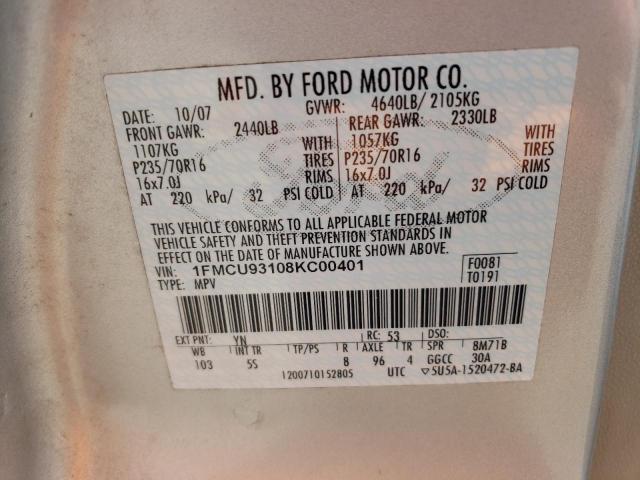 MFD. BY FORD MOTOR CO.
DATE: 10/07 GVWR: 4640LB/ 2105KG
FRONT GAWR: 2440LB REAR GAWR: 2330LB
1107KG WITH 1057KG WITH
P235/70R16 TIRES P235/70R16 TIRES
16x7.0J RIMS 16x7.0J RIMS
AT 220 kPa/ 32 PSI COLD AT 220 kPa/ 32 PSI COLD
THIS VEHICLE CONFORMS TO ALL APPLICABLE FEDERAL MOTOR
VEHICLE SAFETY AND THEFT PREVENTION STANDARDS IN
EFFECT ON THE DATE OF MANUFACTURE SHOWN ABOVE.
VIN: 1FMCU93108KC00401 F0081
TYPE: MPV T0191
EXT PNT: YN RC: 53 DSO:
WB INT TR TP/PS R AXLE TR SPR 8M71B
103 5S 8 96 4 GGCC 30A
1200710152805 UTC ▽5U5A-1520472-BA